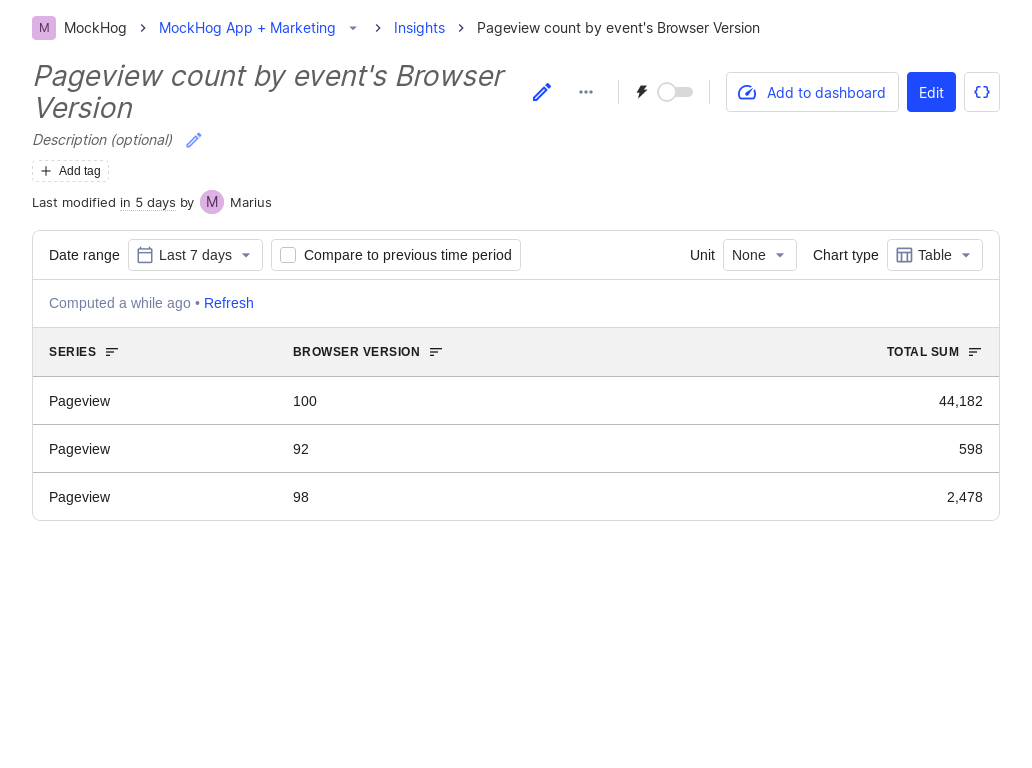 M MockHog MockHog App + Marketing Insights Pageview count by event's Browser Version
Pageview count by event's Browser
Version
Add to dashboard Edit
Description (optional)
Add tag
Last modified in 5 days by M Marius
Date range Last 7 days Compare to previous time period Unit None Chart type Table
Computed a while ago • Refresh
SERIES BROWSER VERSION TOTAL SUM
Pageview 100 44,182
Pageview 92 598
Pageview 98 2,478